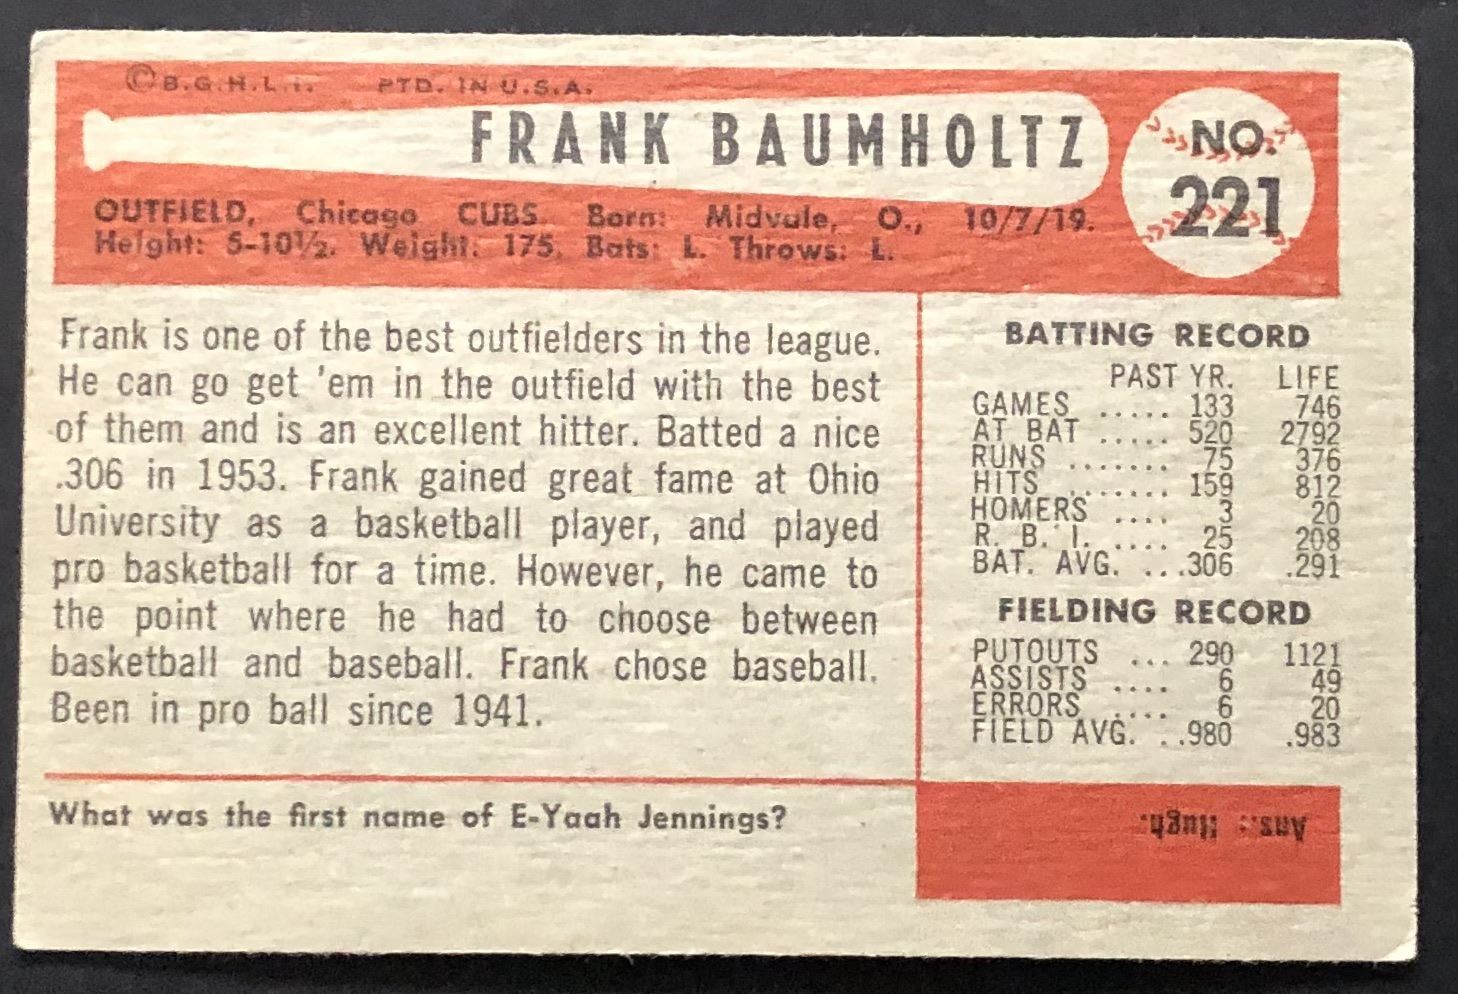 © B.G.H.L.I. PTD. IN U.S.A.
FRANK BAUMHOLTZ
NO.
221
OUTFIELD, Chicago CUBS. Born: Midvale, O., 10/7/19.
Height: 5-10½. Weight: 175. Bats: L. Throws: L.
Frank is one of the best outfielders in the league.
He can go get 'em in the outfield with the best
of them and is an excellent hitter. Batted a nice
.306 in 1953. Frank gained great fame at Ohio
University as a basketball player, and played
pro basketball for a time. However, he came to
the point where he had to choose between
basketball and baseball. Frank chose baseball.
Been in pro ball since 1941.
BATTING RECORD
PAST YR. LIFE
GAMES ..... 133 746
AT BAT ..... 520 2792
RUNS ....... 75 376
HITS ....... 159 812
HOMERS .... 3 20
R. B. I. .... 25 208
BAT. AVG. ...306 .291
FIELDING RECORD
PUTOUTS ... 290 1121
ASSISTS .... 6 49
ERRORS .... 6 20
FIELD AVG. ..980 .983
What was the first name of E-Yaah Jennings?
Ans.: Hugh.